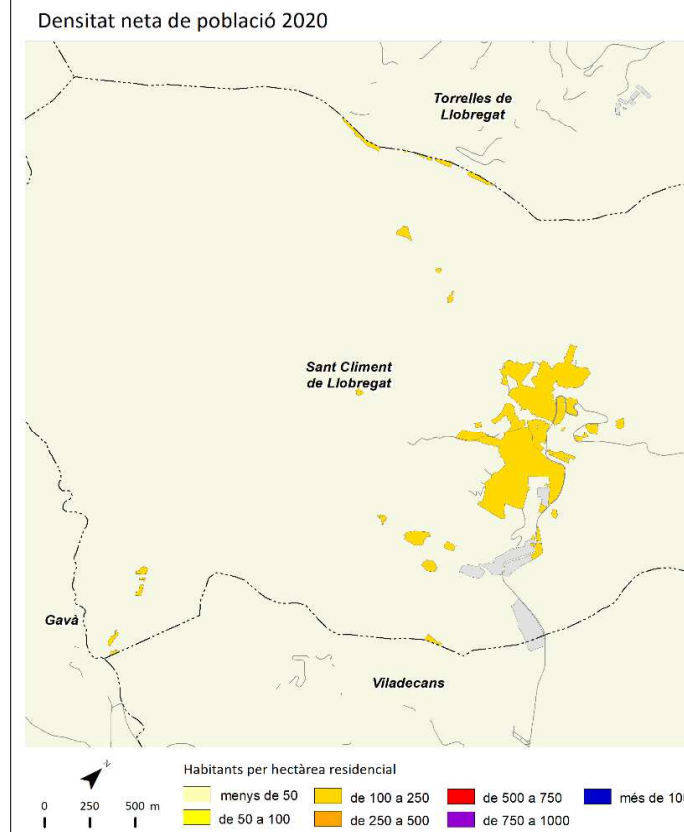 Densitat neta de població 2020
Torrelles de
Llobregat
Sant Climent
de Llobregat
Gavà
Viladecans
N
0 250 500 m
Habitants per hectàrea residencial
menys de 50
de 100 a 250
de 500 a 750
més de 100
de 50 a 100
de 250 a 500
de 750 a 1000